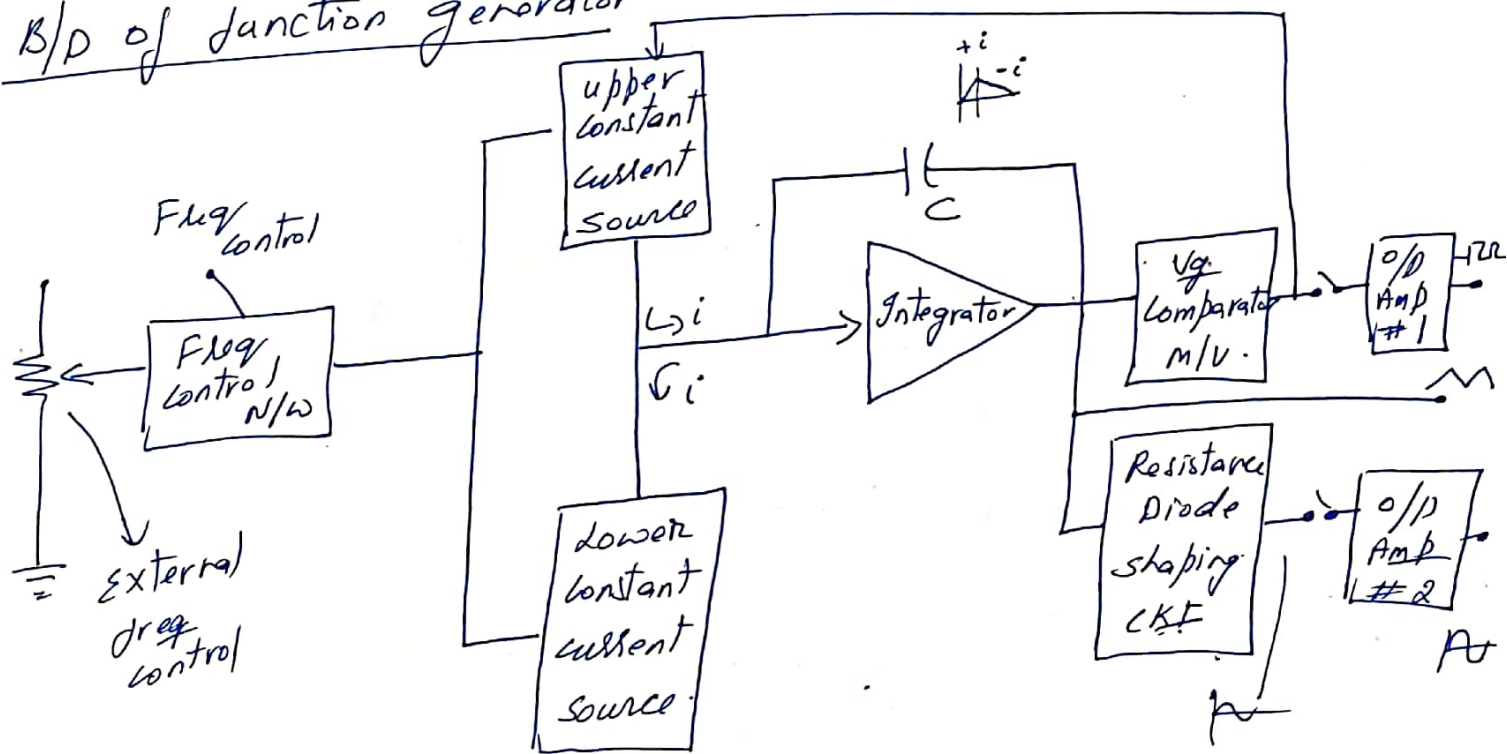 B/D of function generator
upper
constant
current
source
+i
-i
C
Freq
control
Freq
control
N/W
i
i
Integrator
Vg.
Comparator
M/V.
O/P
Amp
#1
External
freq
control
Lower
constant
current
source.
Resistance
Diode
shaping
CKT
O/P
Amp
#2